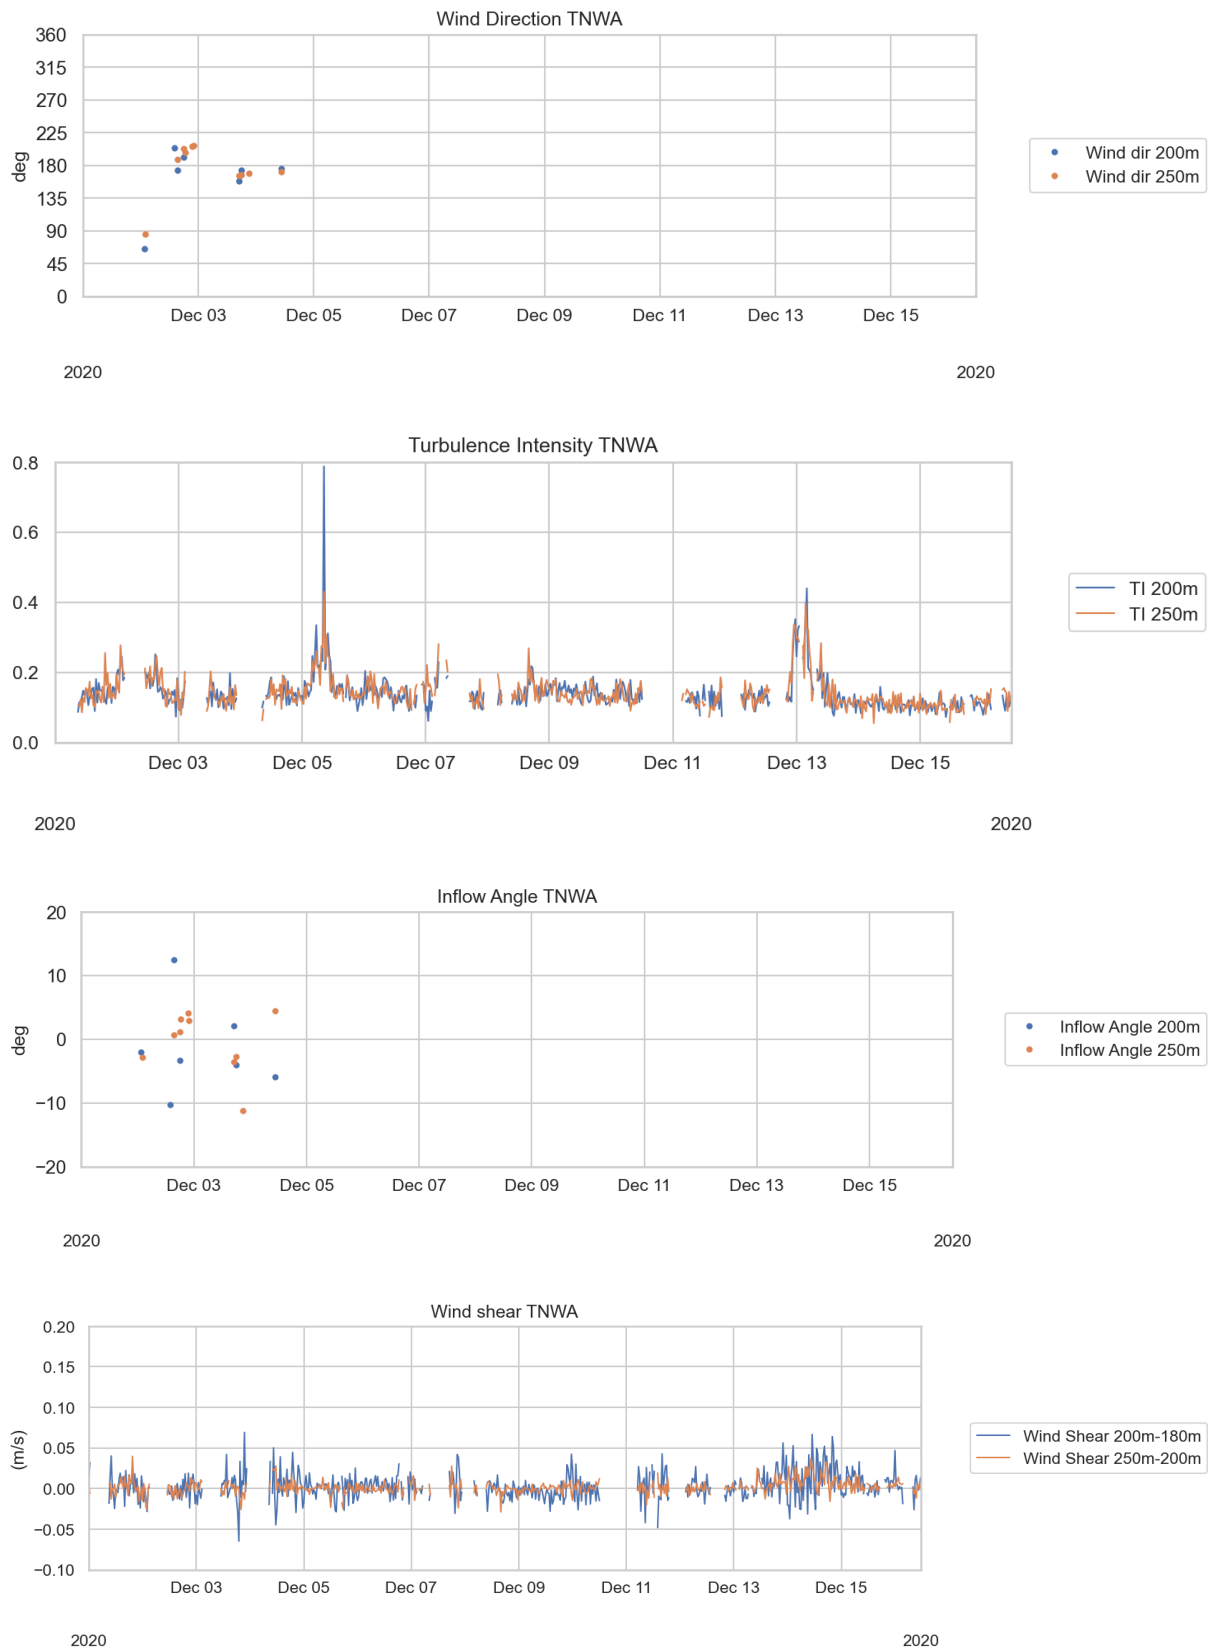 Wind Direction TNWA
360
315
270
225
180
135
90
45
0
deg
Dec 03 Dec 05 Dec 07 Dec 09 Dec 11 Dec 13 Dec 15
2020 2020
Wind dir 200m
Wind dir 250m
Turbulence Intensity TNWA
0.8
0.6
0.4
0.2
0.0
Dec 03 Dec 05 Dec 07 Dec 09 Dec 11 Dec 13 Dec 15
2020 2020
TI 200m
TI 250m
Inflow Angle TNWA
20
10
0
−10
−20
deg
Dec 03 Dec 05 Dec 07 Dec 09 Dec 11 Dec 13 Dec 15
2020 2020
Inflow Angle 200m
Inflow Angle 250m
Wind shear TNWA
0.20
0.15
0.10
0.05
0.00
−0.05
−0.10
(m/s)
Dec 03 Dec 05 Dec 07 Dec 09 Dec 11 Dec 13 Dec 15
2020 2020
Wind Shear 200m-180m
Wind Shear 250m-200m